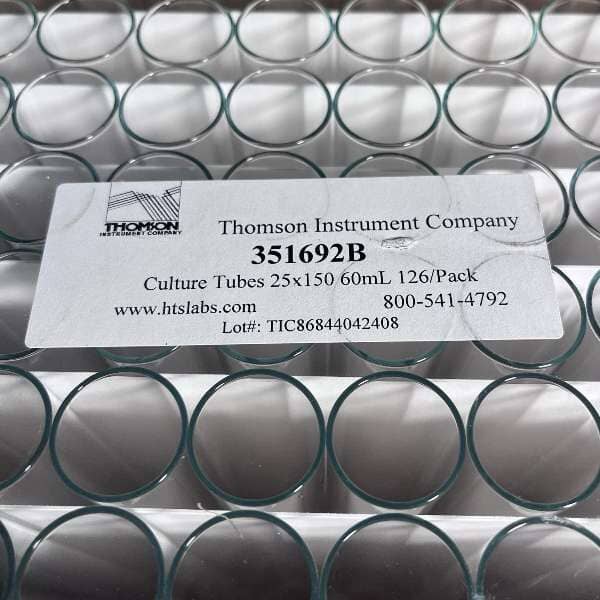 THOMSON
INSTRUMENT COMPANY
Thomson Instrument Company
351692B
Culture Tubes 25x150 60mL 126/Pack
www.htslabs.com 800-541-4792
Lot#: TIC86844042408